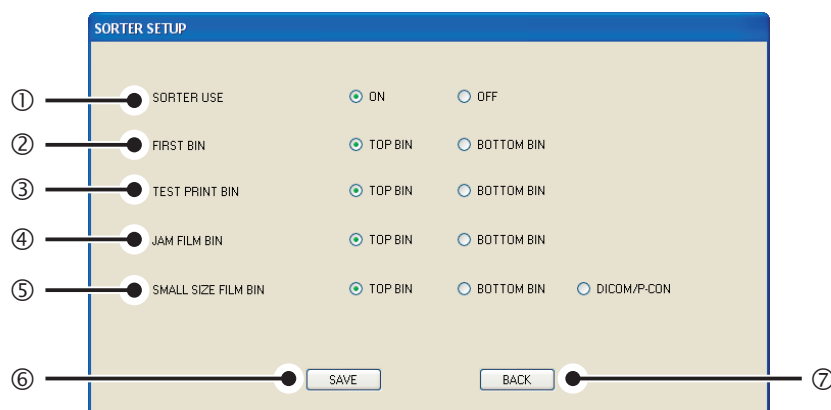 SORTER SETUP
① SORTER USE ON OFF
② FIRST BIN TOP BIN BOTTOM BIN
③ TEST PRINT BIN TOP BIN BOTTOM BIN
④ JAM FILM BIN TOP BIN BOTTOM BIN
⑤ SMALL SIZE FILM BIN TOP BIN BOTTOM BIN DICOM/P-CON
⑥ SAVE BACK ⑦